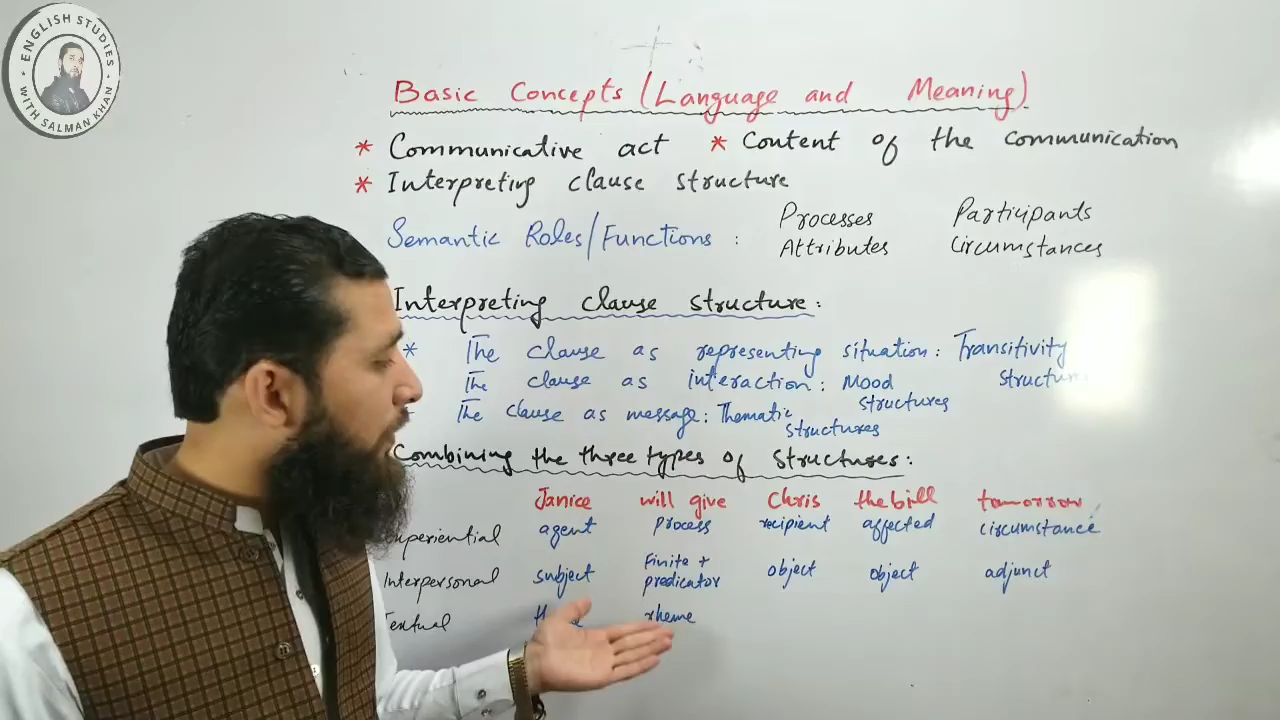 ENGLISH STUDIES
WITH SALMAN KHAN
Basic Concepts (Language and Meaning)
* Communicative act * Content of the communication
* Interpreting clause structure
Semantic Roles/Functions : Processes Participants
Attributes Circumstances
Interpreting clause structure:
* The clause as representing situation: Transitivity
structur
The clause as interaction: Mood
structures
The clause as message: Thematic
structures
Combining the three types of structures:
Janice will give Chris the bill tomorrow
experiential agent process recipient affected circumstance
Interpersonal subject Finite + predicator object object adjunct
Textual rheme